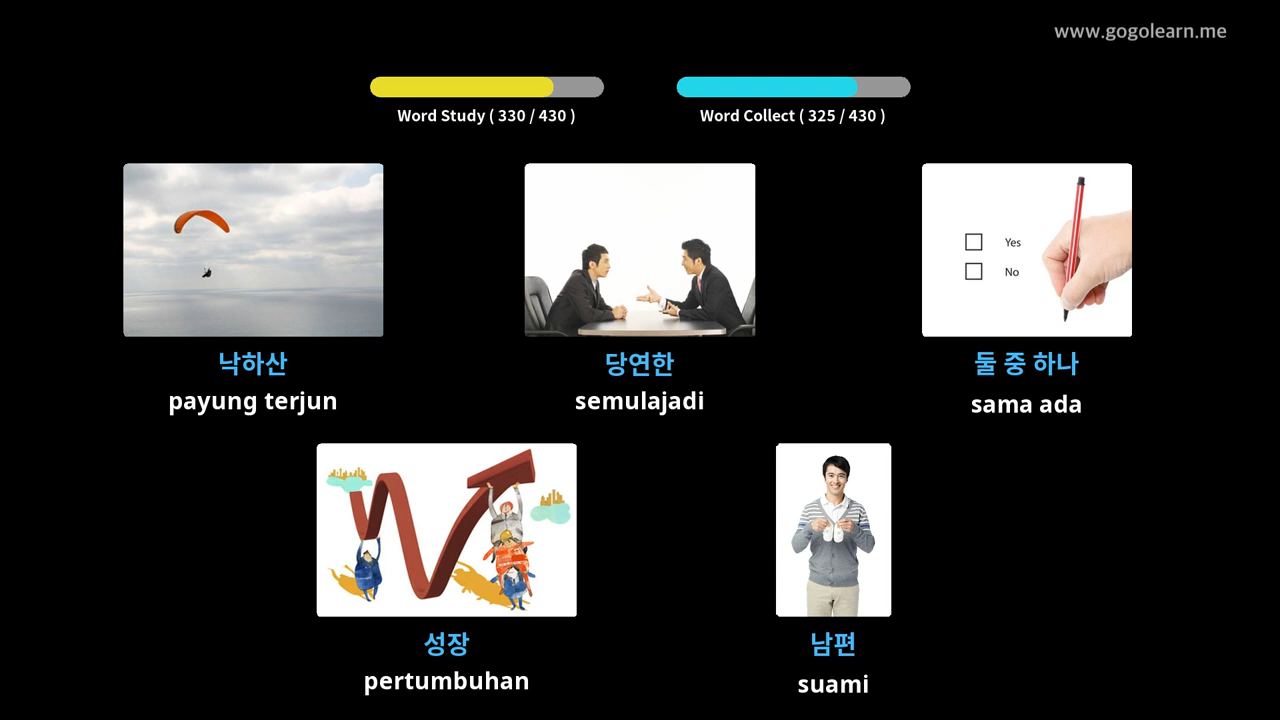 www.gogolearn.me
Word Study ( 330 / 430 )
Word Collect ( 325 / 430 )
Yes
No
낙하산
payung terjun
당연한
semulajadi
둘 중 하나
sama ada
성장
pertumbuhan
남편
suami